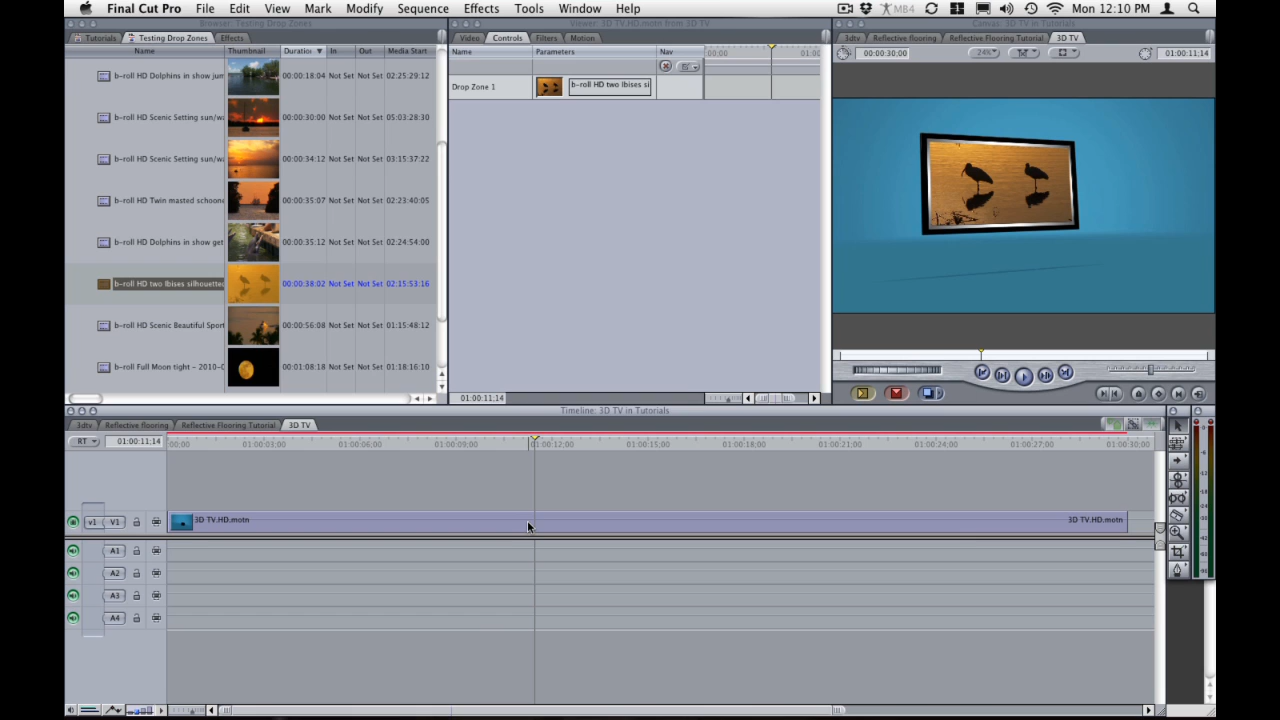 Final Cut Pro File Edit View Mark Modify Sequence Effects Tools Window Help MB4 Mon 12:10 PM
Browser: Testing Drop Zones
Tutorials Testing Drop Zones Effects
Name Thumbnail Duration In Out Media Start
b-roll HD Dolphins in show jum 00:00:18:04 Not Set Not Set 02:25:29:12
b-roll HD Scenic Setting sun/wa 00:00:30:00 Not Set Not Set 05:03:28:30
b-roll HD Scenic Setting sun/wa 00:00:34:12 Not Set Not Set 03:15:37:22
b-roll HD Twin masted schoone 00:00:35:07 Not Set Not Set 02:23:40:05
b-roll HD Dolphins in show get 00:00:35:12 Not Set Not Set 02:24:54:00
b-roll HD two Ibises silhouetted 00:00:38:02 Not Set Not Set 02:15:53:16
b-roll HD Scenic Beautiful Sport 00:00:56:08 Not Set Not Set 01:15:48:12
b-roll Full Moon tight - 2010-0 00:01:08:18 Not Set Not Set 01:18:16:10
Viewer: 3D TV.HD.motn from 3D TV
Video Controls Filters Motion
Name Parameters Nav 00:00 01:00
Drop Zone 1 b-roll HD two Ibises si
01:00:11:14
Canvas: 3D TV in Tutorials
3dtv Reflective flooring Reflective Flooring Tutorial 3D TV
00:00:30:00 24% 01:00:11:14
Timeline: 3D TV in Tutorials
3dtv Reflective flooring Reflective Flooring Tutorial 3D TV
RT 01:00:11:14 :00:00 01:00:03:00 01:00:06:00 01:00:09:00 01:00:12:00 01:00:15:00 01:00:18:00 01:00:21:00 01:00:24:00 01:00:27:00 01:00:30:00
v1 V1 3D TV.HD.motn 3D TV.HD.motn
A1
A2
A3
A4